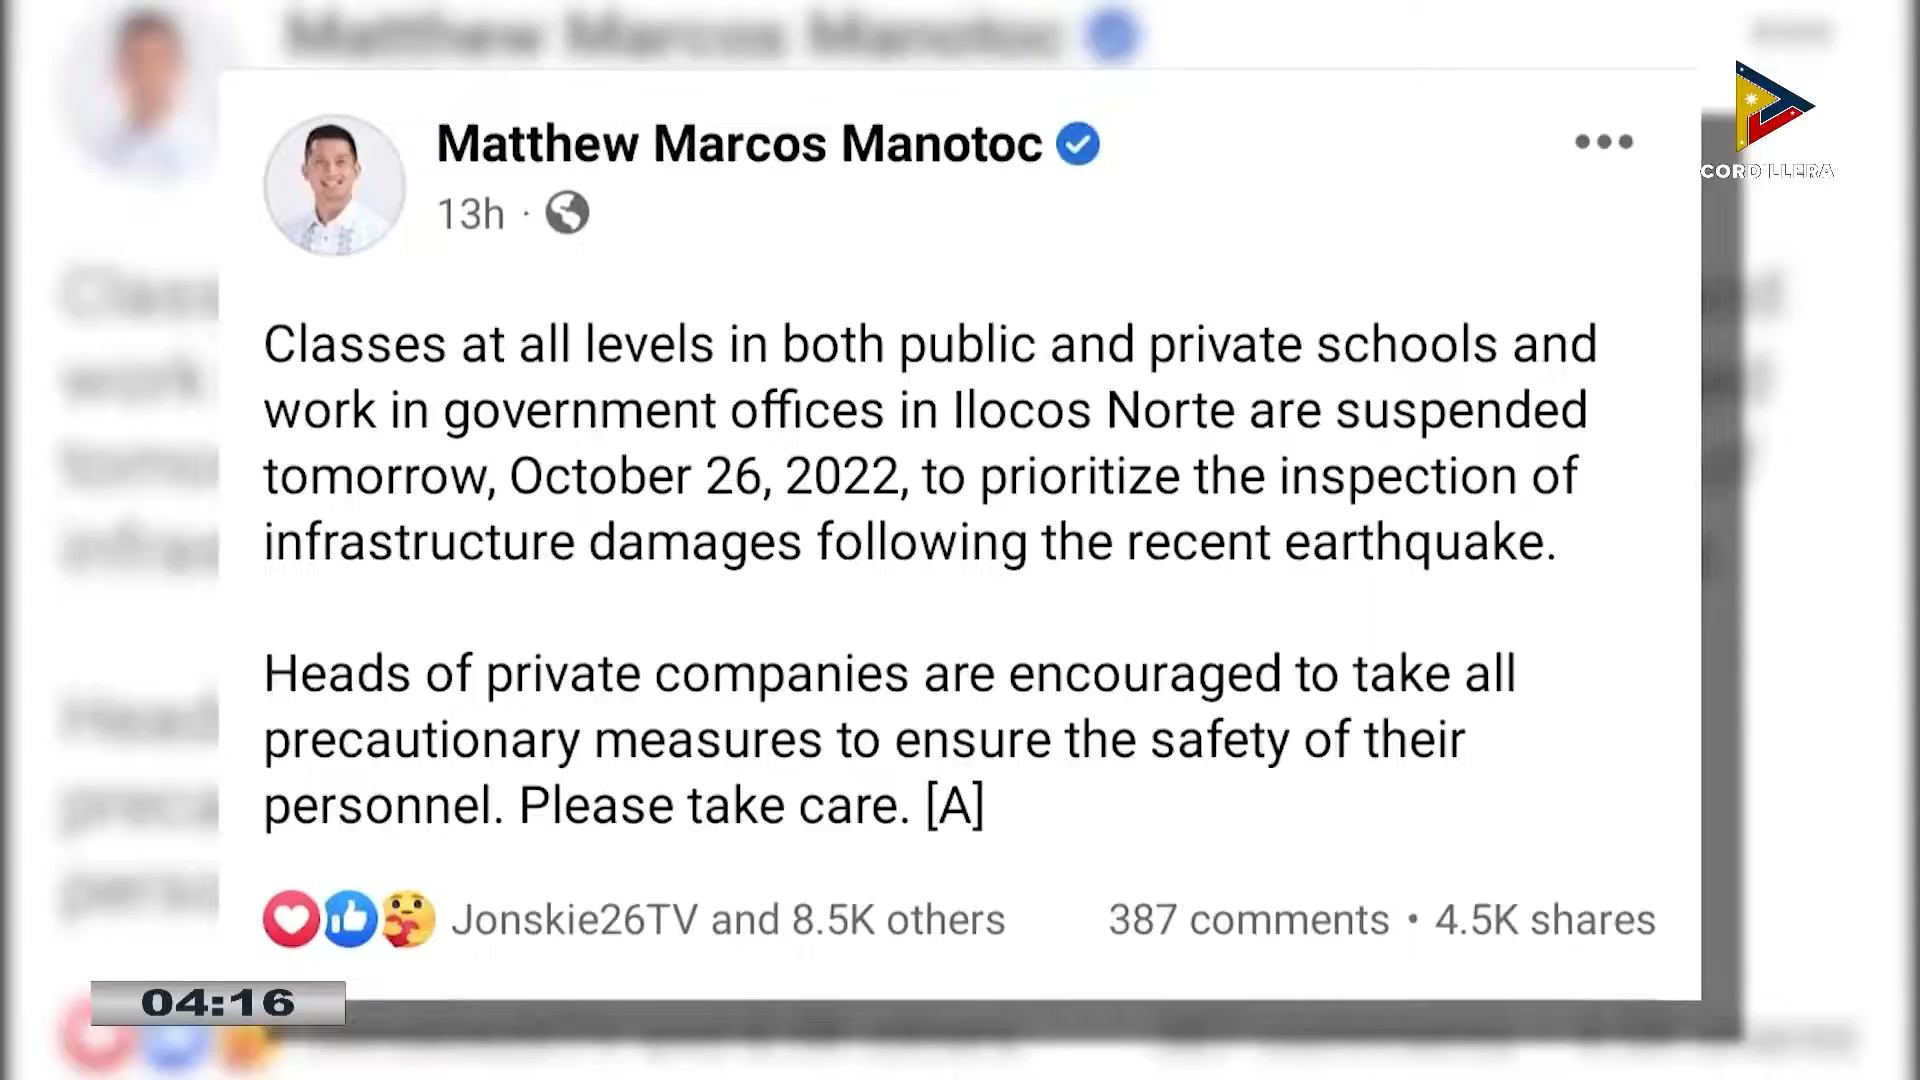 Matthew Marcos Manotoc
CORDILLERA
Matthew Marcos Manotoc
13h ·
Classes at all levels in both public and private schools and
work in government offices in Ilocos Norte are suspended
tomorrow, October 26, 2022, to prioritize the inspection of
infrastructure damages following the recent earthquake.
Heads of private companies are encouraged to take all
precautionary measures to ensure the safety of their
personnel. Please take care. [A]
Jonskie26TV and 8.5K others
387 comments • 4.5K shares
04:16